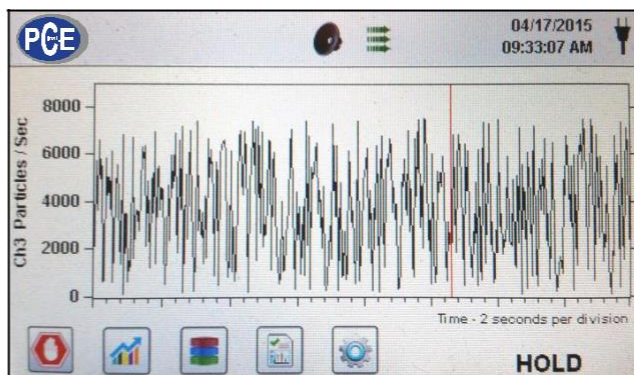 PCE
04/17/2015
09:33:07 AM
Ch3 Particles / Sec
8000
6000
4000
2000
0
Time - 2 seconds per division
HOLD